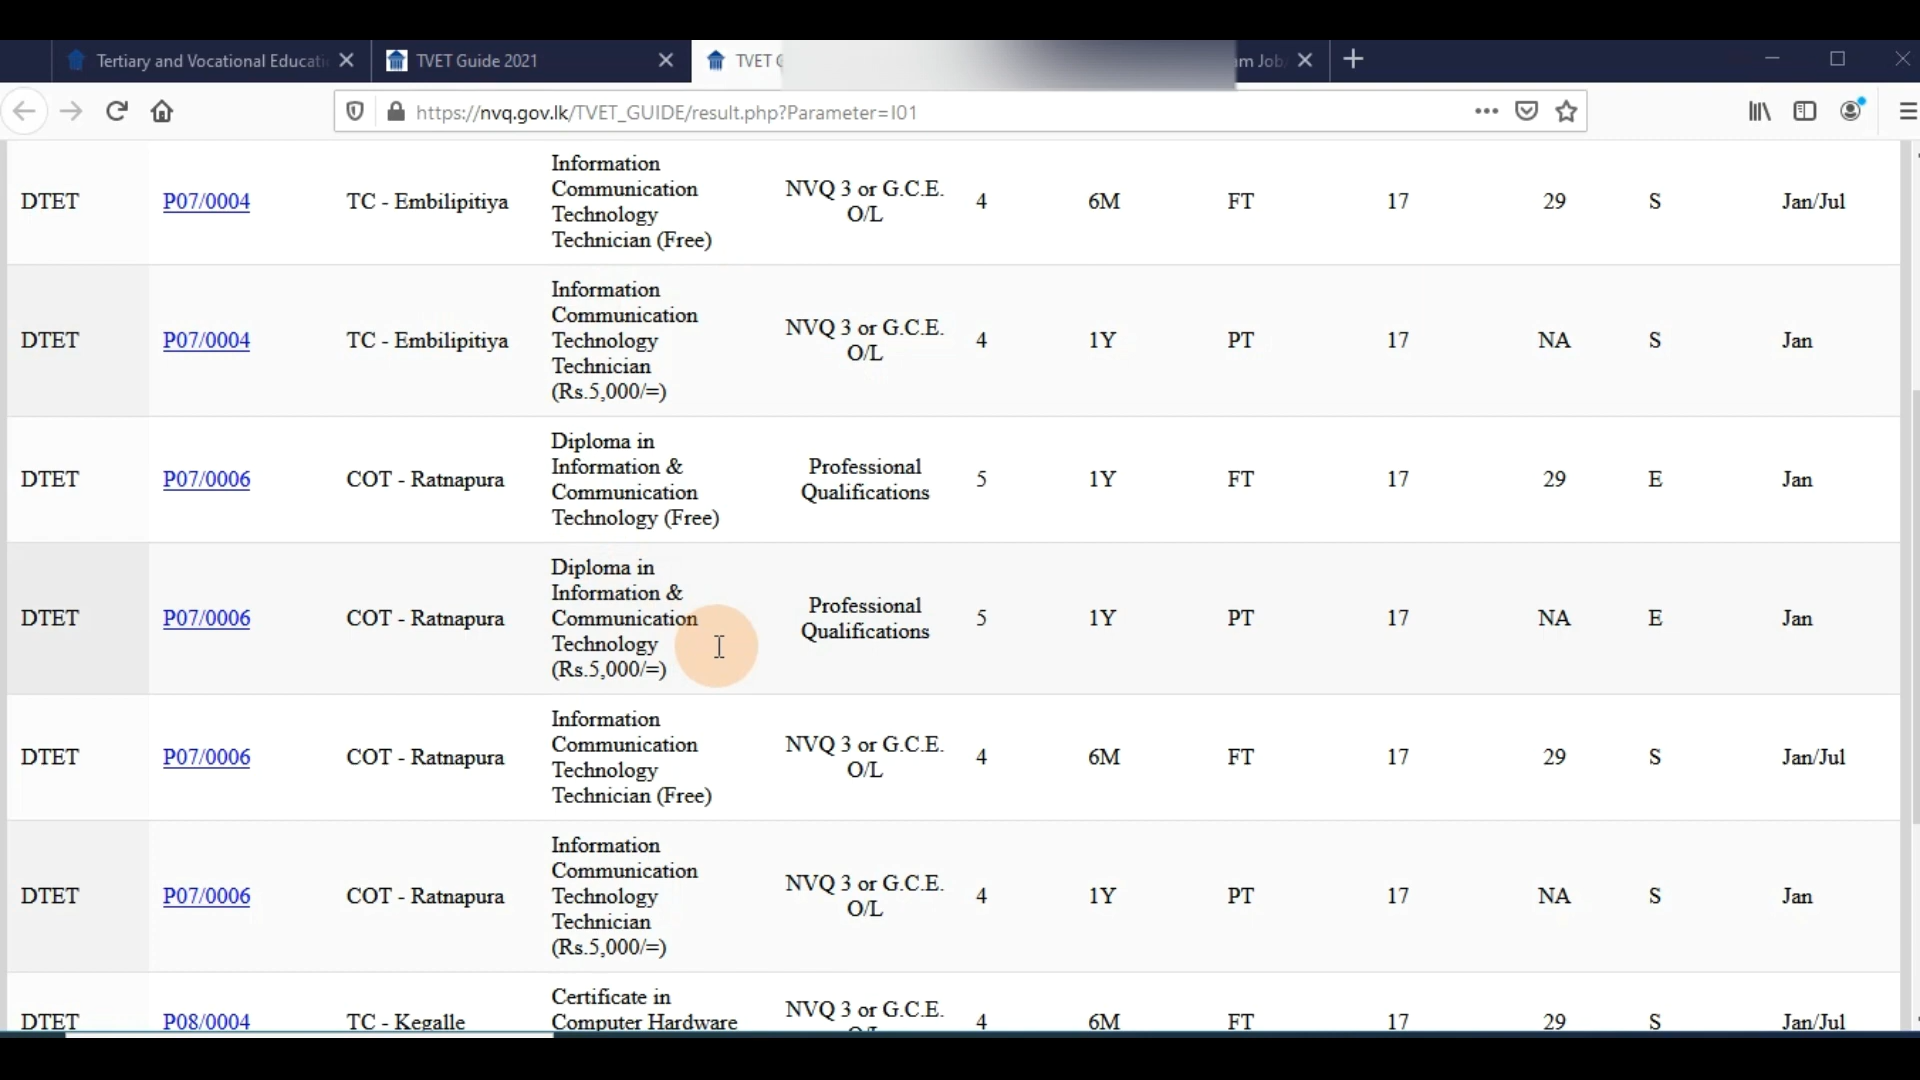 Tertiary and Vocational Educati
TVET Guide 2021
TVET
am Job
https://nvq.gov.lk/TVET_GUIDE/result.php?Parameter=I01
DTET P07/0004 TC - Embilipitiya Information Communication Technology Technician (Free) NVQ 3 or G.C.E. O/L 4 6M FT 17 29 S Jan/Jul
DTET P07/0004 TC - Embilipitiya Information Communication Technology Technician (Rs.5,000/=) NVQ 3 or G.C.E. O/L 4 1Y PT 17 NA S Jan
DTET P07/0006 COT - Ratnapura Diploma in Information & Communication Technology (Free) Professional Qualifications 5 1Y FT 17 29 E Jan
DTET P07/0006 COT - Ratnapura Diploma in Information & Communication Technology (Rs.5,000/=) Professional Qualifications 5 1Y PT 17 NA E Jan
DTET P07/0006 COT - Ratnapura Information Communication Technology Technician (Free) NVQ 3 or G.C.E. O/L 4 6M FT 17 29 S Jan/Jul
DTET P07/0006 COT - Ratnapura Information Communication Technology Technician (Rs.5,000/=) NVQ 3 or G.C.E. O/L 4 1Y PT 17 NA S Jan
DTET P08/0004 TC - Kegalle Certificate in Computer Hardware NVQ 3 or G.C.E. O/L 4 6M FT 17 29 S Jan/Jul